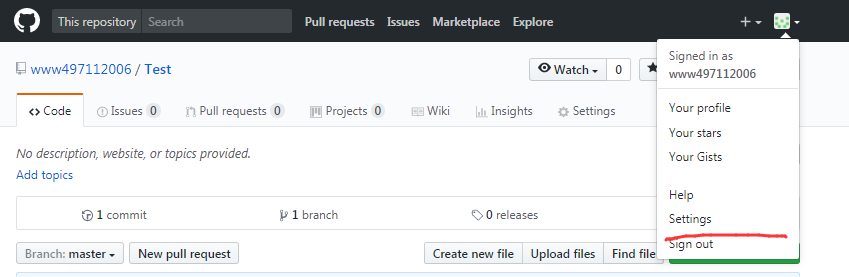 This repository Search Pull requests Issues Marketplace Explore
Signed in as
www497112006
www497112006 / Test
Watch 0
Your profile
Your stars
Your Gists
Help
Settings
Sign out
Code Issues 0 Pull requests 0 Projects 0 Wiki Insights Settings
No description, website, or topics provided.
Add topics
1 commit 1 branch 0 releases
Branch: master New pull request Create new file Upload files Find file